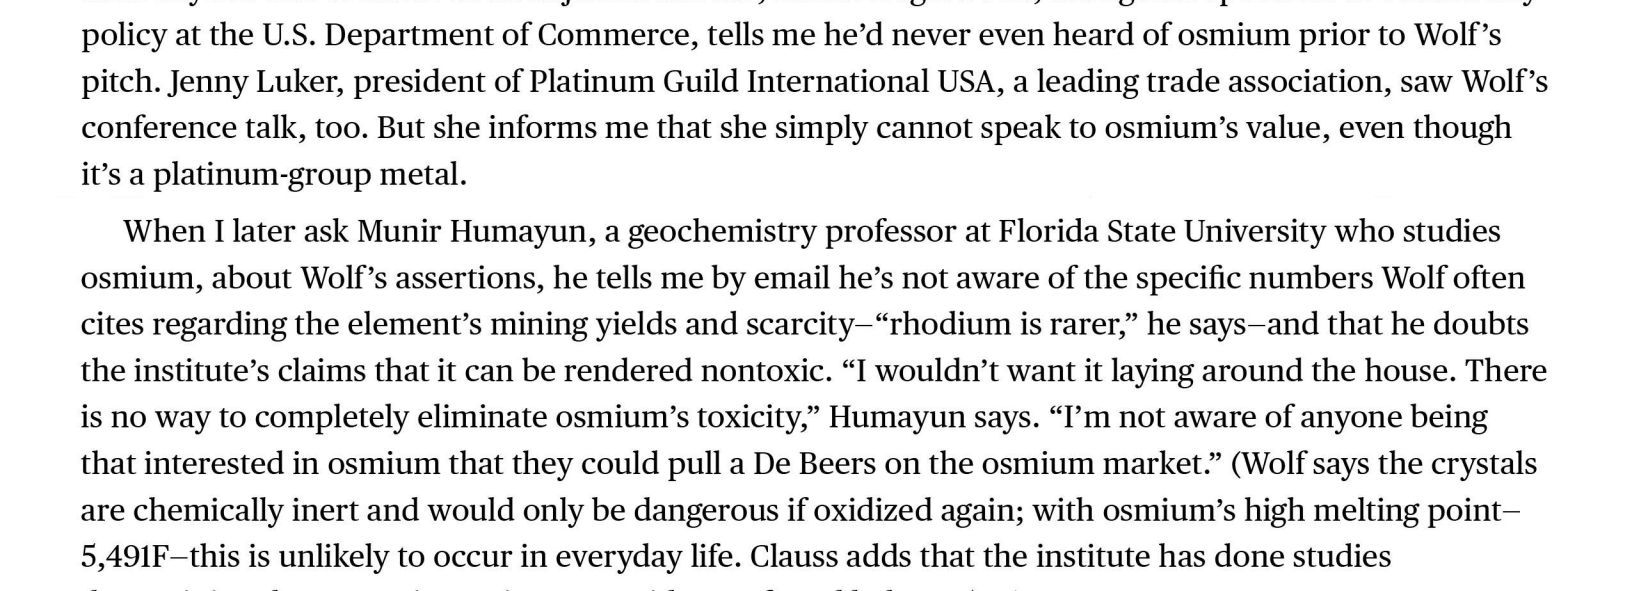 policy at the U.S. Department of Commerce, tells me he’d never even heard of osmium prior to Wolf’s
pitch. Jenny Luker, president of Platinum Guild International USA, a leading trade association, saw Wolf’s
conference talk, too. But she informs me that she simply cannot speak to osmium’s value, even though
it’s a platinum-group metal.
When I later ask Munir Humayun, a geochemistry professor at Florida State University who studies
osmium, about Wolf’s assertions, he tells me by email he’s not aware of the specific numbers Wolf often
cites regarding the element’s mining yields and scarcity—“rhodium is rarer,” he says—and that he doubts
the institute’s claims that it can be rendered nontoxic. “I wouldn’t want it laying around the house. There
is no way to completely eliminate osmium’s toxicity,” Humayun says. “I’m not aware of anyone being
that interested in osmium that they could pull a De Beers on the osmium market.” (Wolf says the crystals
are chemically inert and would only be dangerous if oxidized again; with osmium’s high melting point—
5,491F—this is unlikely to occur in everyday life. Clauss adds that the institute has done studies